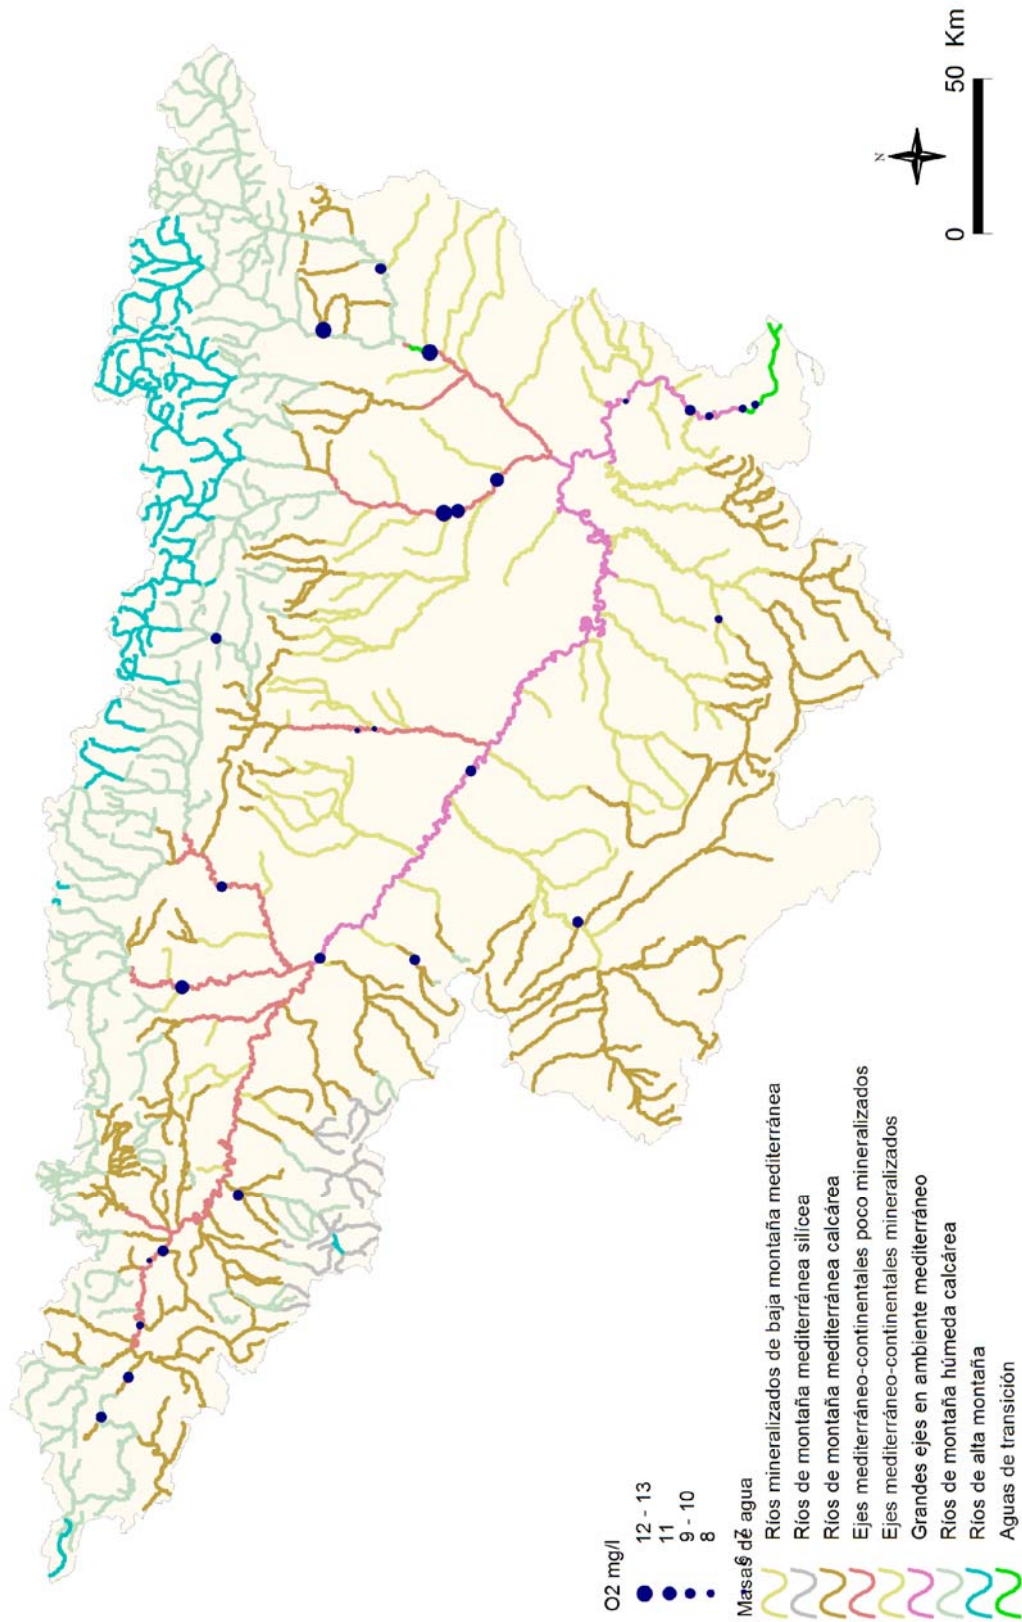 N
0 50 Km
O2 mg/l
12 - 13
11
9 - 10
8
Masas de agua
Ríos mineralizados de baja montaña mediterránea
Ríos de montaña mediterránea silícea
Ríos de montaña mediterránea calcárea
Ejes mediterráneo-continentales poco mineralizados
Ejes mediterráneo-continentales mineralizados
Grandes ejes en ambiente mediterráneo
Ríos de montaña húmeda calcárea
Ríos de alta montaña
Aguas de transición